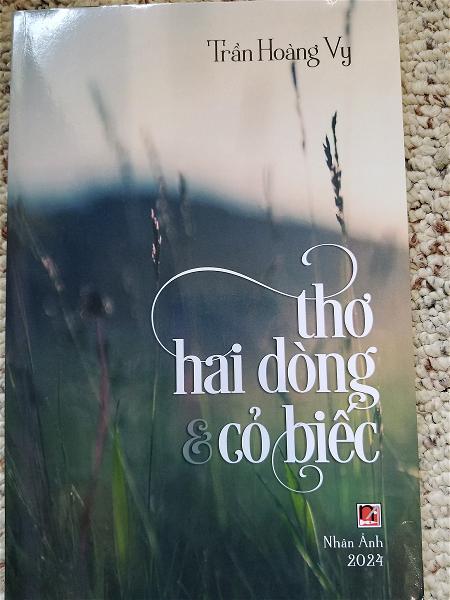 Trần Hoàng Vy
thơ
hai dòng
& cỏ biếc
Nhân Ảnh
2024